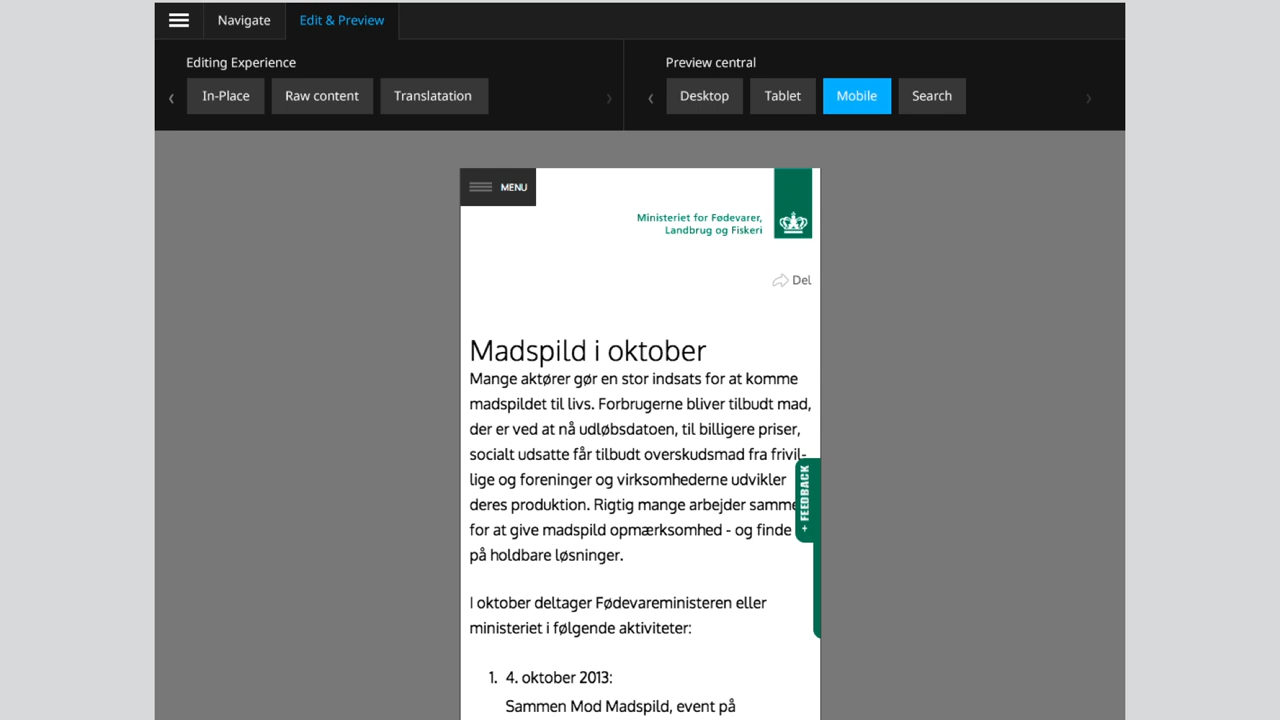 Navigate
Edit & Preview
Editing Experience
Preview central
In-Place
Raw content
Translatation
Desktop
Tablet
Mobile
Search
MENU
Ministeriet for Fødevarer,
Landbrug og Fiskeri
Del
Madspild i oktober
Mange aktører gør en stor indsats for at komme
madspildet til livs. Forbrugerne bliver tilbudt mad,
der er ved at nå udløbsdatoen, til billigere priser,
socialt udsatte får tilbudt overskudsmad fra frivil-
lige og foreninger og virksomhederne udvikler
deres produktion. Rigtig mange arbejder samme
for at give madspild opmærksomhed - og finde
på holdbare løsninger.
+ FEEDBACK
I oktober deltager Fødevareministeren eller
ministeriet i følgende aktiviteter:
1. 4. oktober 2013:
Sammen Mod Madspild, event på